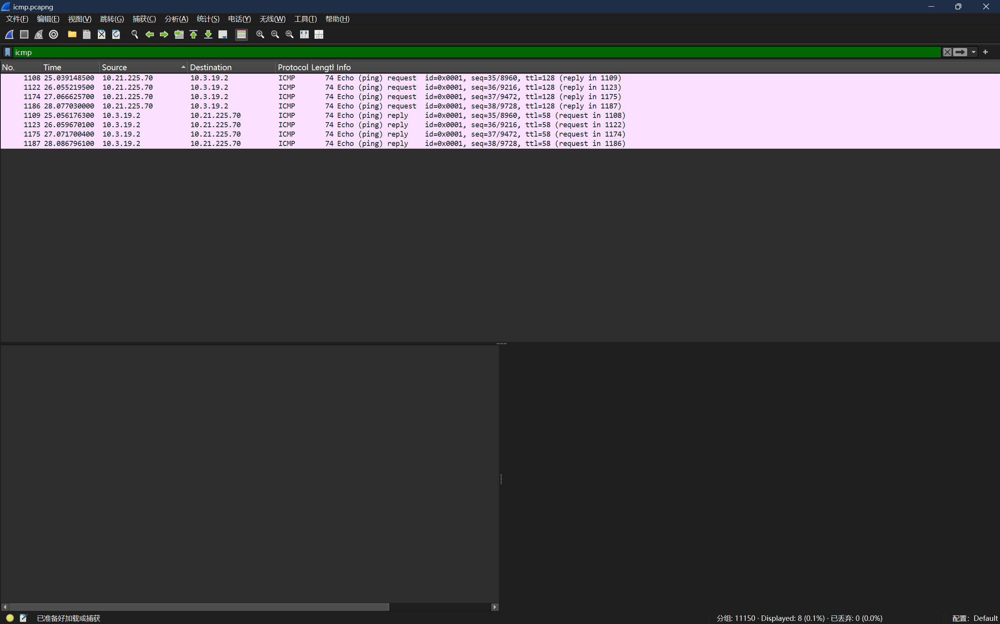 icmp.pcapng
文件(F) 编辑(E) 视图(V) 跳转(G) 捕获(C) 分析(A) 统计(S) 电话(Y) 无线(W) 工具(T) 帮助(H)
icmp
No. Time Source Destination Protocol Length Info
1108 25.039148500 10.21.225.70 10.3.19.2 ICMP 74 Echo (ping) request id=0x0001, seq=35/8960, ttl=128 (reply in 1109)
1122 26.055219500 10.21.225.70 10.3.19.2 ICMP 74 Echo (ping) request id=0x0001, seq=36/9216, ttl=128 (reply in 1123)
1174 27.066625700 10.21.225.70 10.3.19.2 ICMP 74 Echo (ping) request id=0x0001, seq=37/9472, ttl=128 (reply in 1175)
1186 28.077030000 10.21.225.70 10.3.19.2 ICMP 74 Echo (ping) request id=0x0001, seq=38/9728, ttl=128 (reply in 1187)
1109 25.056176300 10.3.19.2 10.21.225.70 ICMP 74 Echo (ping) reply id=0x0001, seq=35/8960, ttl=58 (request in 1108)
1123 26.059670100 10.3.19.2 10.21.225.70 ICMP 74 Echo (ping) reply id=0x0001, seq=36/9216, ttl=58 (request in 1122)
1175 27.071700400 10.3.19.2 10.21.225.70 ICMP 74 Echo (ping) reply id=0x0001, seq=37/9472, ttl=58 (request in 1174)
1187 28.086796100 10.3.19.2 10.21.225.70 ICMP 74 Echo (ping) reply id=0x0001, seq=38/9728, ttl=58 (request in 1186)
已准备好加载或捕获 分组: 11150 · Displayed: 8 (0.1%) · 已丢弃: 0 (0.0%) 配置: Default